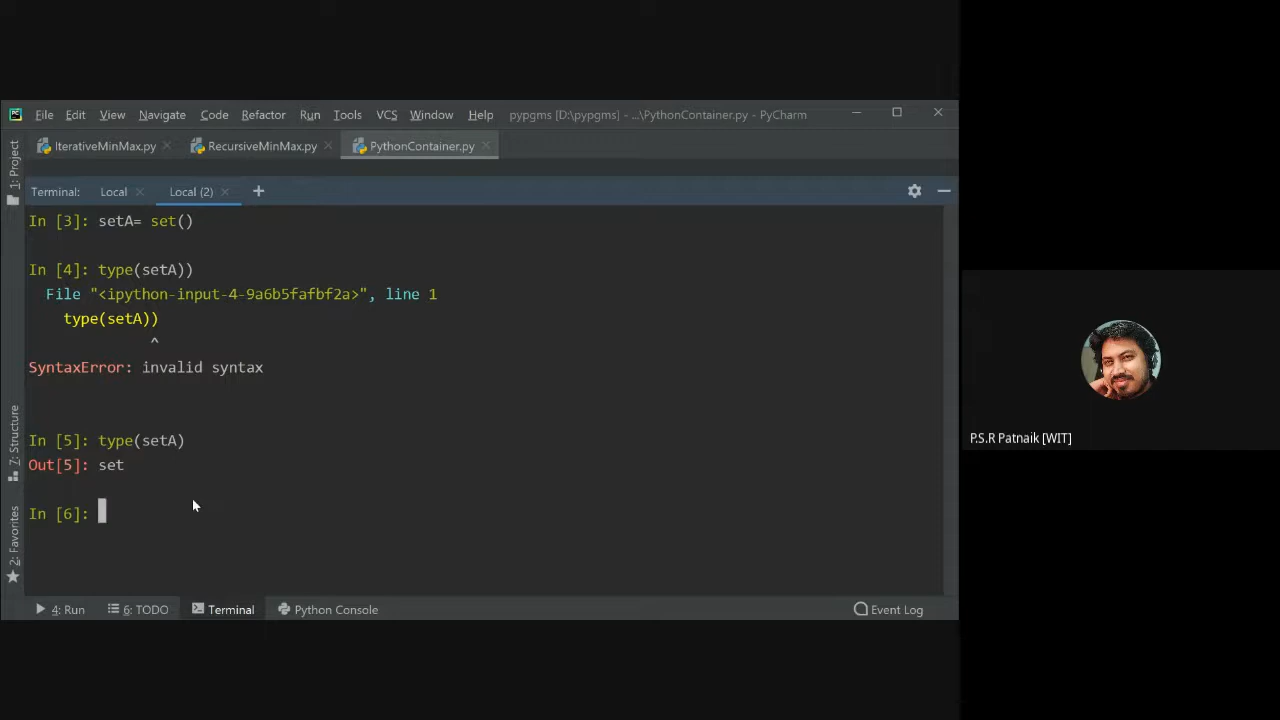 File Edit View Navigate Code Refactor Run Tools VCS Window Help pypgms [D:\pypgms] - ...\PythonContainer.py - PyCharm
IterativeMinMax.py RecursiveMinMax.py PythonContainer.py
1: Project
Terminal: Local Local (2) +
In [3]: setA= set()
In [4]: type(setA))
File "<ipython-input-4-9a6b5fafbf2a>", line 1
type(setA))
^
SyntaxError: invalid syntax
In [5]: type(setA)
Out[5]: set
In [6]:
7: Structure
2: Favorites
4: Run 6: TODO Terminal Python Console Event Log
P.S.R Patnaik [WIT]